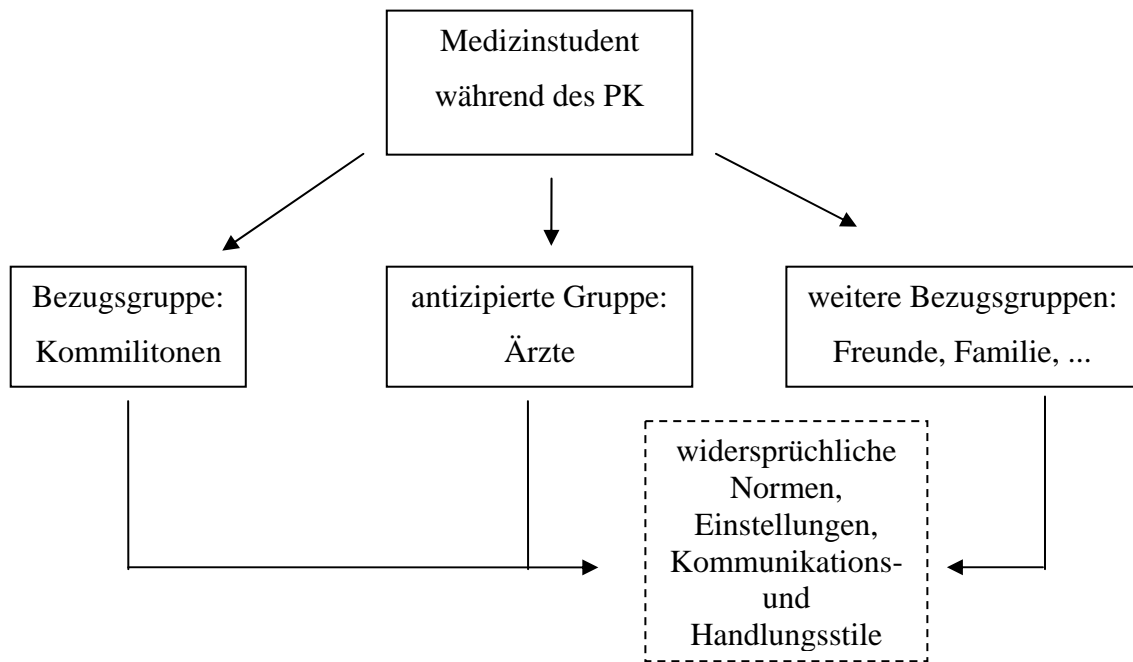 Medizinstudent
während des PK
Bezugsgruppe:
Kommilitonen
antizipierte Gruppe:
Ärzte
weitere Bezugsgruppen:
Freunde, Familie, ...
widersprüchliche
Normen,
Einstellungen,
Kommunikations-
und
Handlungsstile